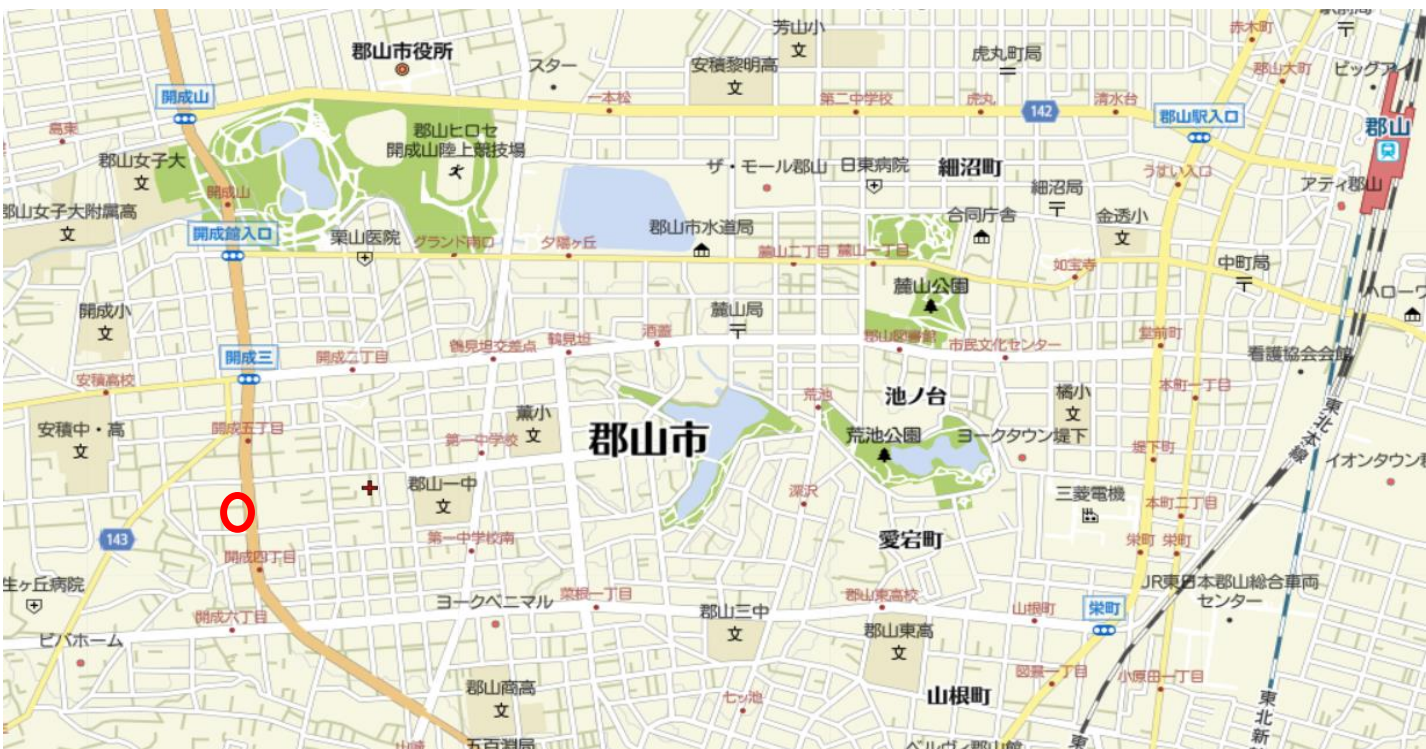 芳山小
赤木町
郡山市役所
スター
安積黎明高
虎丸町局
郡山大町
開成山
一本松
第二中学校
虎丸
142
清水台
郡山駅入口
郡山
島東
郡山ヒロセ
開成山陸上競技場
郡山女子大
開成山
ザ・モール郡山
日東病院
細沼町
うすい入口
細沼局
アティ郡山
郡山女子大附属高
合同庁舎
金透小
開成館入口
栗山医院
グランド南口
夕陽ヶ丘
郡山市水道局
麓山二丁目
麓山一丁目
如宝寺
中町局
麓山公園
開成小
麓山局
酒蓋
鶴見坦
鶴見坦交差点
郡山図書館
市民文化センター
堂前町
開成三
開成二丁目
看護協会会館
安積高校
荒池
池ノ台
橘小
本町一丁目
東北本線
安積中・高
開成五丁目
薫小
第一中学校
郡山市
荒池公園
ヨークタウン堤下
堤下町
イオンタウン
郡山一中
深沢
三菱電機
本町二丁目
143
第一中学校南
愛宕町
栄町
栄町
開成四丁目
JR東日本郡山総合車両
センター
ヨークベニマル
菜根一丁目
郡山三中
郡山東高校
山根町
栄町
開成六丁目
ビバホーム
郡山東高
図景一丁目
小原田一丁目
郡山商高
七ッ池
山根町
東北新
山崎
五百淵局